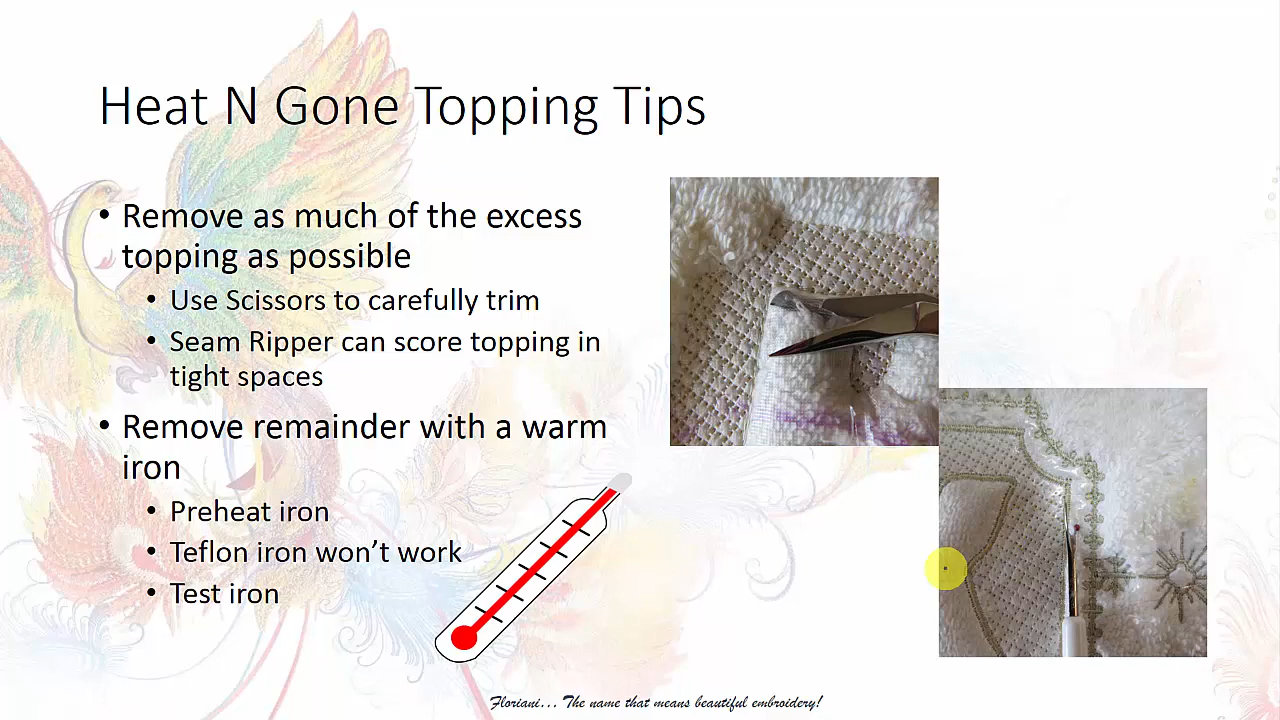 Heat N Gone Topping Tips
• Remove as much of the excess
topping as possible
• Use Scissors to carefully trim
• Seam Ripper can score topping in
tight spaces
• Remove remainder with a warm
iron
• Preheat iron
• Teflon iron won’t work
• Test iron
Floriani... The name that means beautiful embroidery!